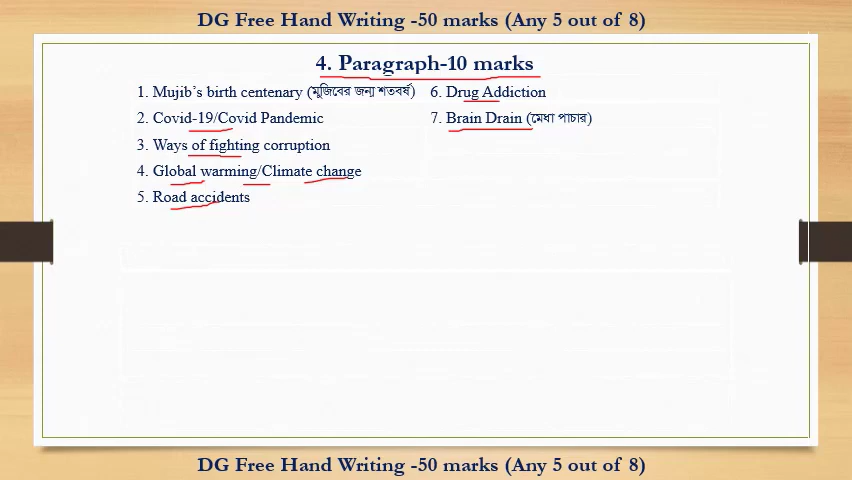 DG Free Hand Writing -50 marks (Any 5 out of 8)
4. Paragraph-10 marks
1. Mujib's birth centenary (মুজিবের জন্ম শতবর্ষ)
2. Covid-19/Covid Pandemic
3. Ways of fighting corruption
4. Global warming/Climate change
5. Road accidents
6. Drug Addiction
7. Brain Drain (মেধা পাচার)
DG Free Hand Writing -50 marks (Any 5 out of 8)